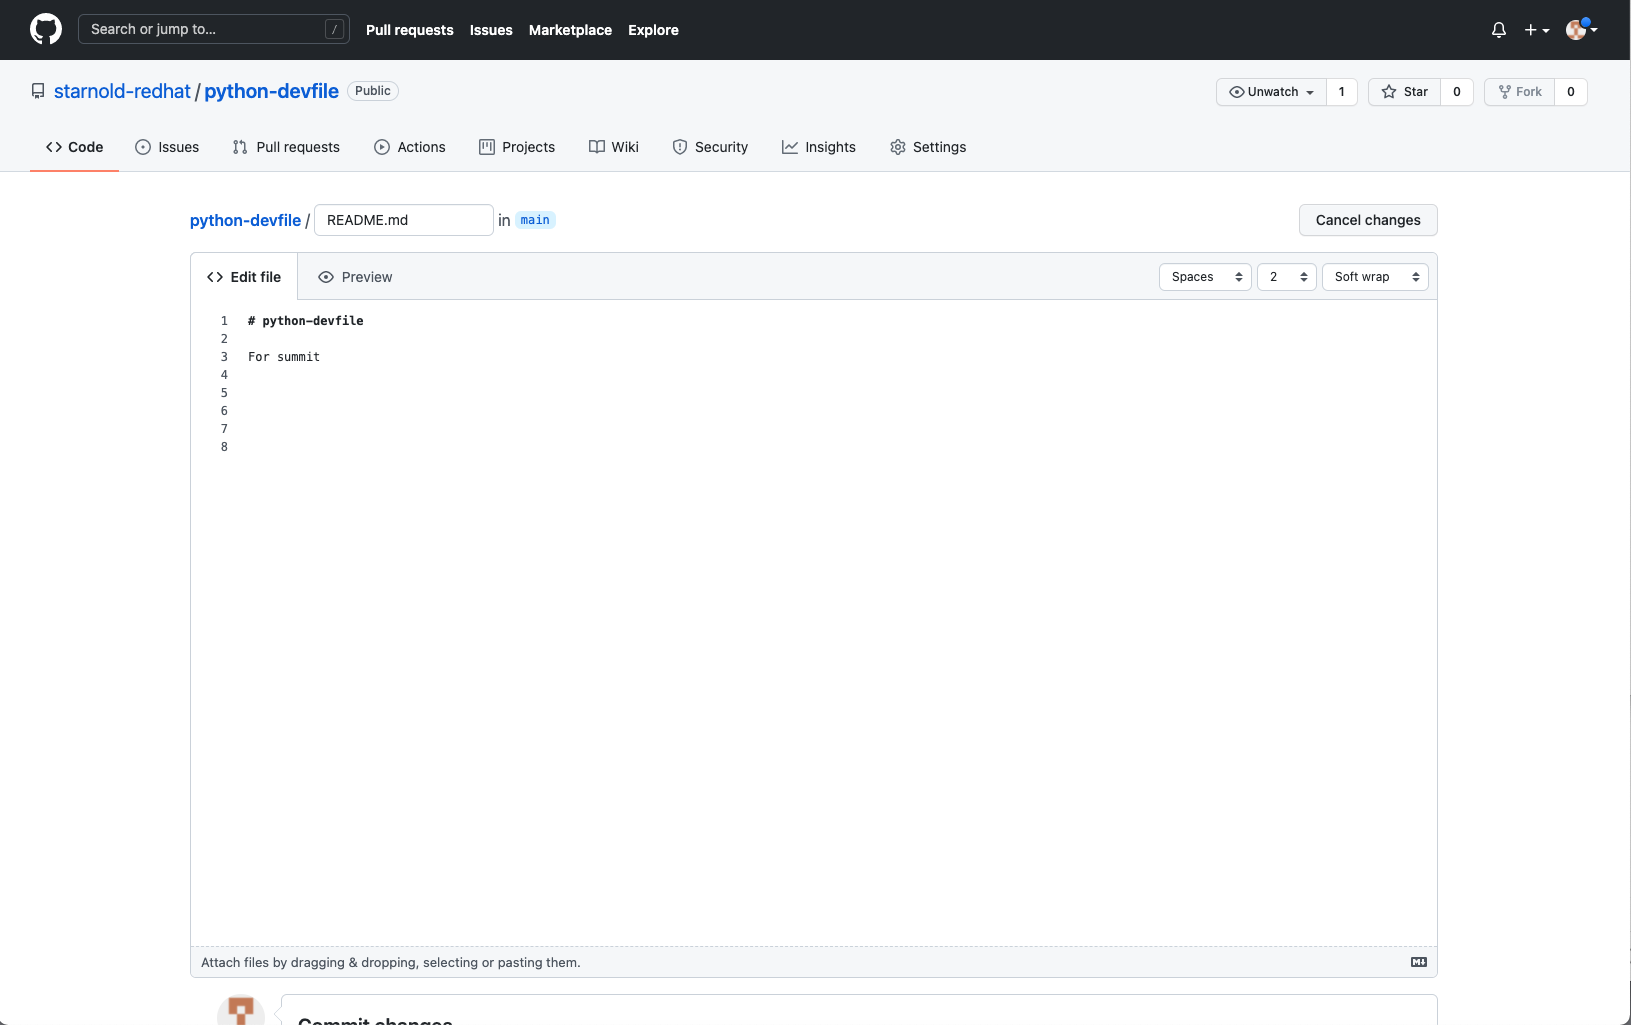 Search or jump to... /
Pull requests Issues Marketplace Explore
starnold-redhat / python-devfile Public
Unwatch 1 Star 0 Fork 0
Code Issues Pull requests Actions Projects Wiki Security Insights Settings
python-devfile / README.md in main Cancel changes
Edit file Preview Spaces 2 Soft wrap
1 # python-devfile
2
3 For summit
4
5
6
7
8
Attach files by dragging & dropping, selecting or pasting them.
Commit changes